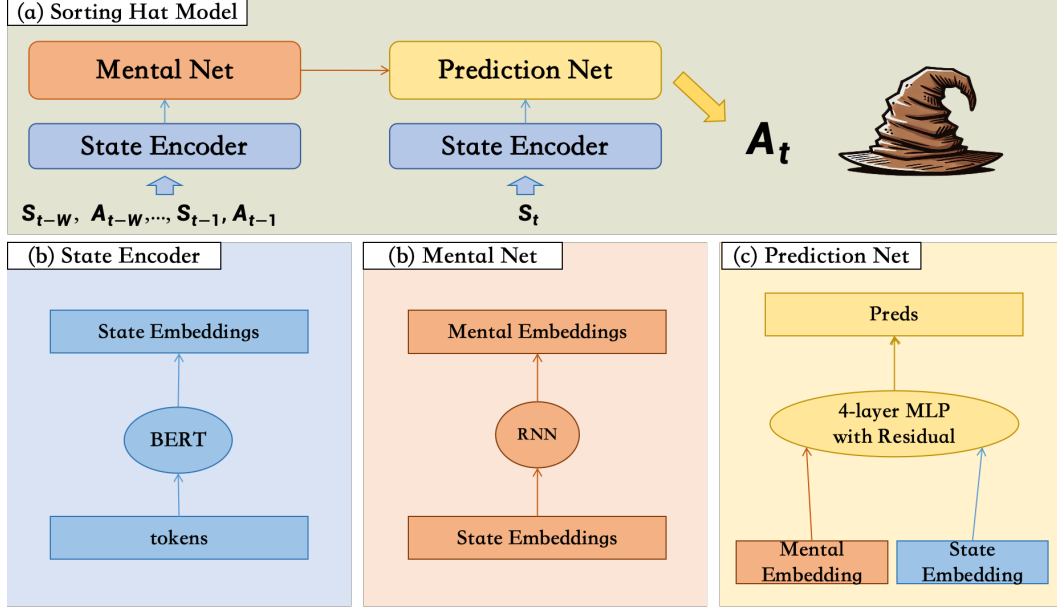 (a) Sorting Hat Model
Mental Net
Prediction Net
State Encoder
State Encoder
A_t
S_{t-W}, A_{t-W},..., S_{t-1}, A_{t-1}
S_t
(b) State Encoder
State Embeddings
BERT
tokens
(b) Mental Net
Mental Embeddings
RNN
State Embeddings
(c) Prediction Net
Preds
4-layer MLP
with Residual
Mental
Embedding
State
Embedding